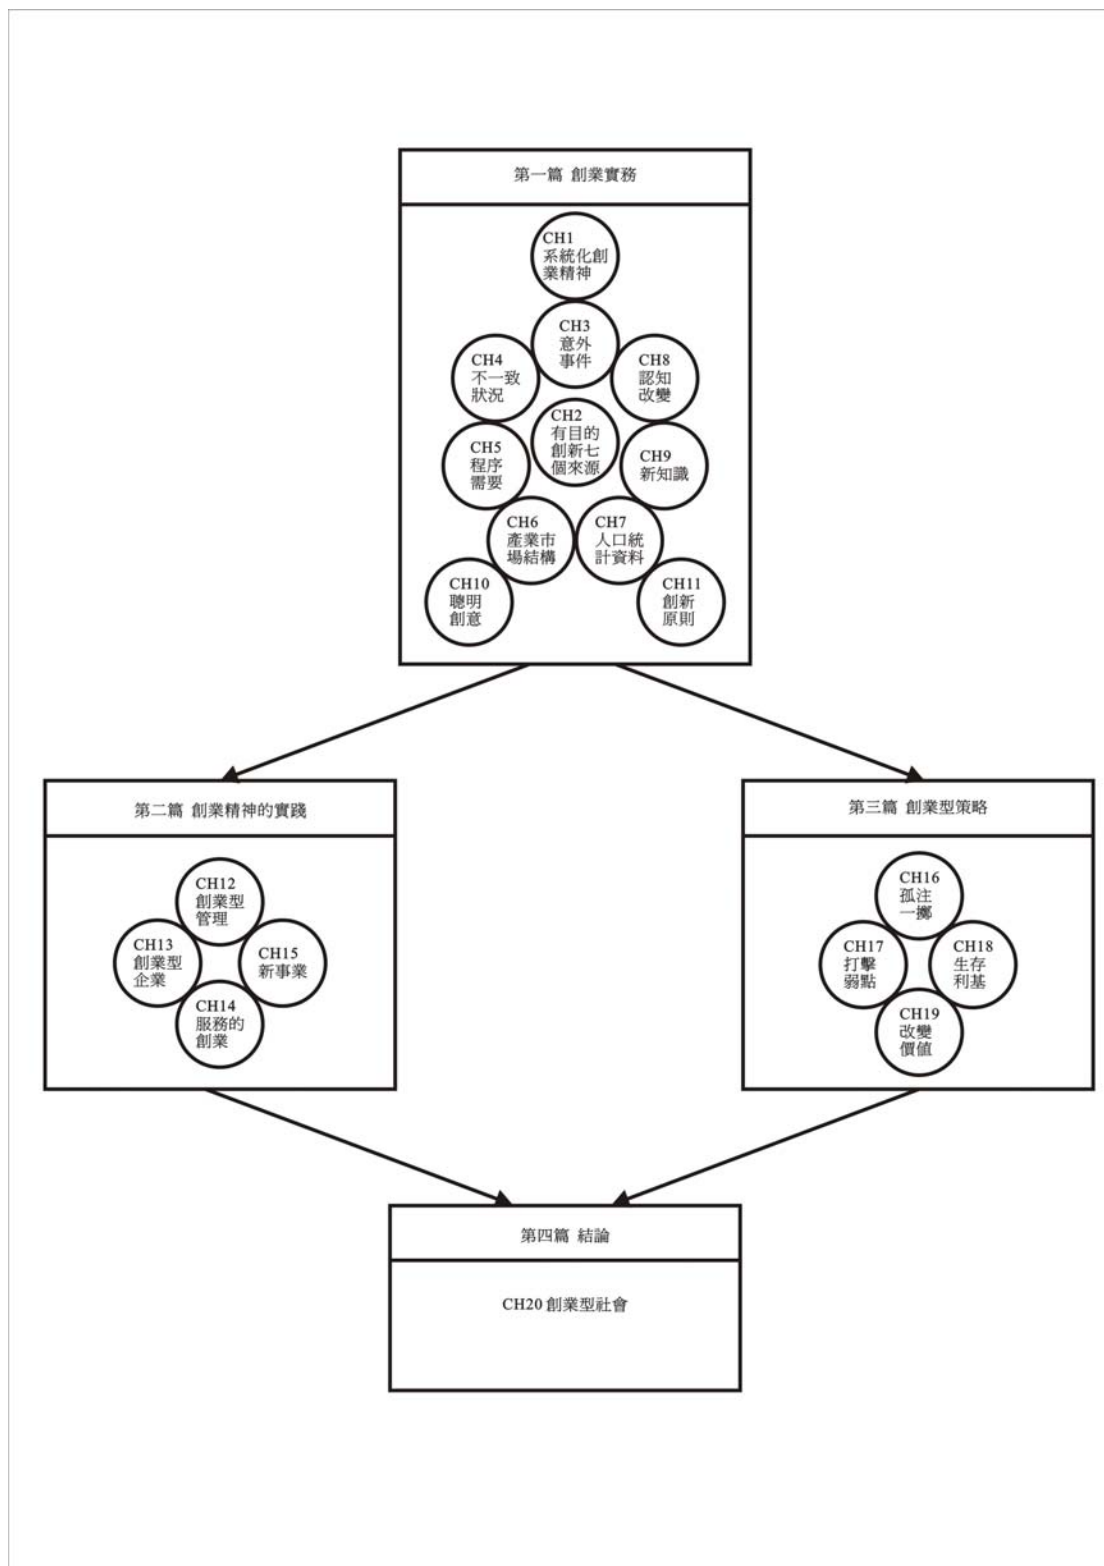 第一篇 創業實務
CH1
系統化創
業精神
CH3
意外
事件
CH4
不一致
狀況
CH8
認知
改變
CH2
有目的
創新七
個來源
CH5
程序
需要
CH9
新知識
CH6
產業市
場結構
CH7
人口統
計資料
CH10
聰明
創意
CH11
創新
原則
第二篇 創業精神的實踐
CH12
創業型
管理
CH13
創業型
企業
CH15
新事業
CH14
服務的
創業
第三篇 創業型策略
CH16
孤注
一擲
CH17
打擊
弱點
CH18
生存
利基
CH19
改變
價值
第四篇 結論
CH20 創業型社會